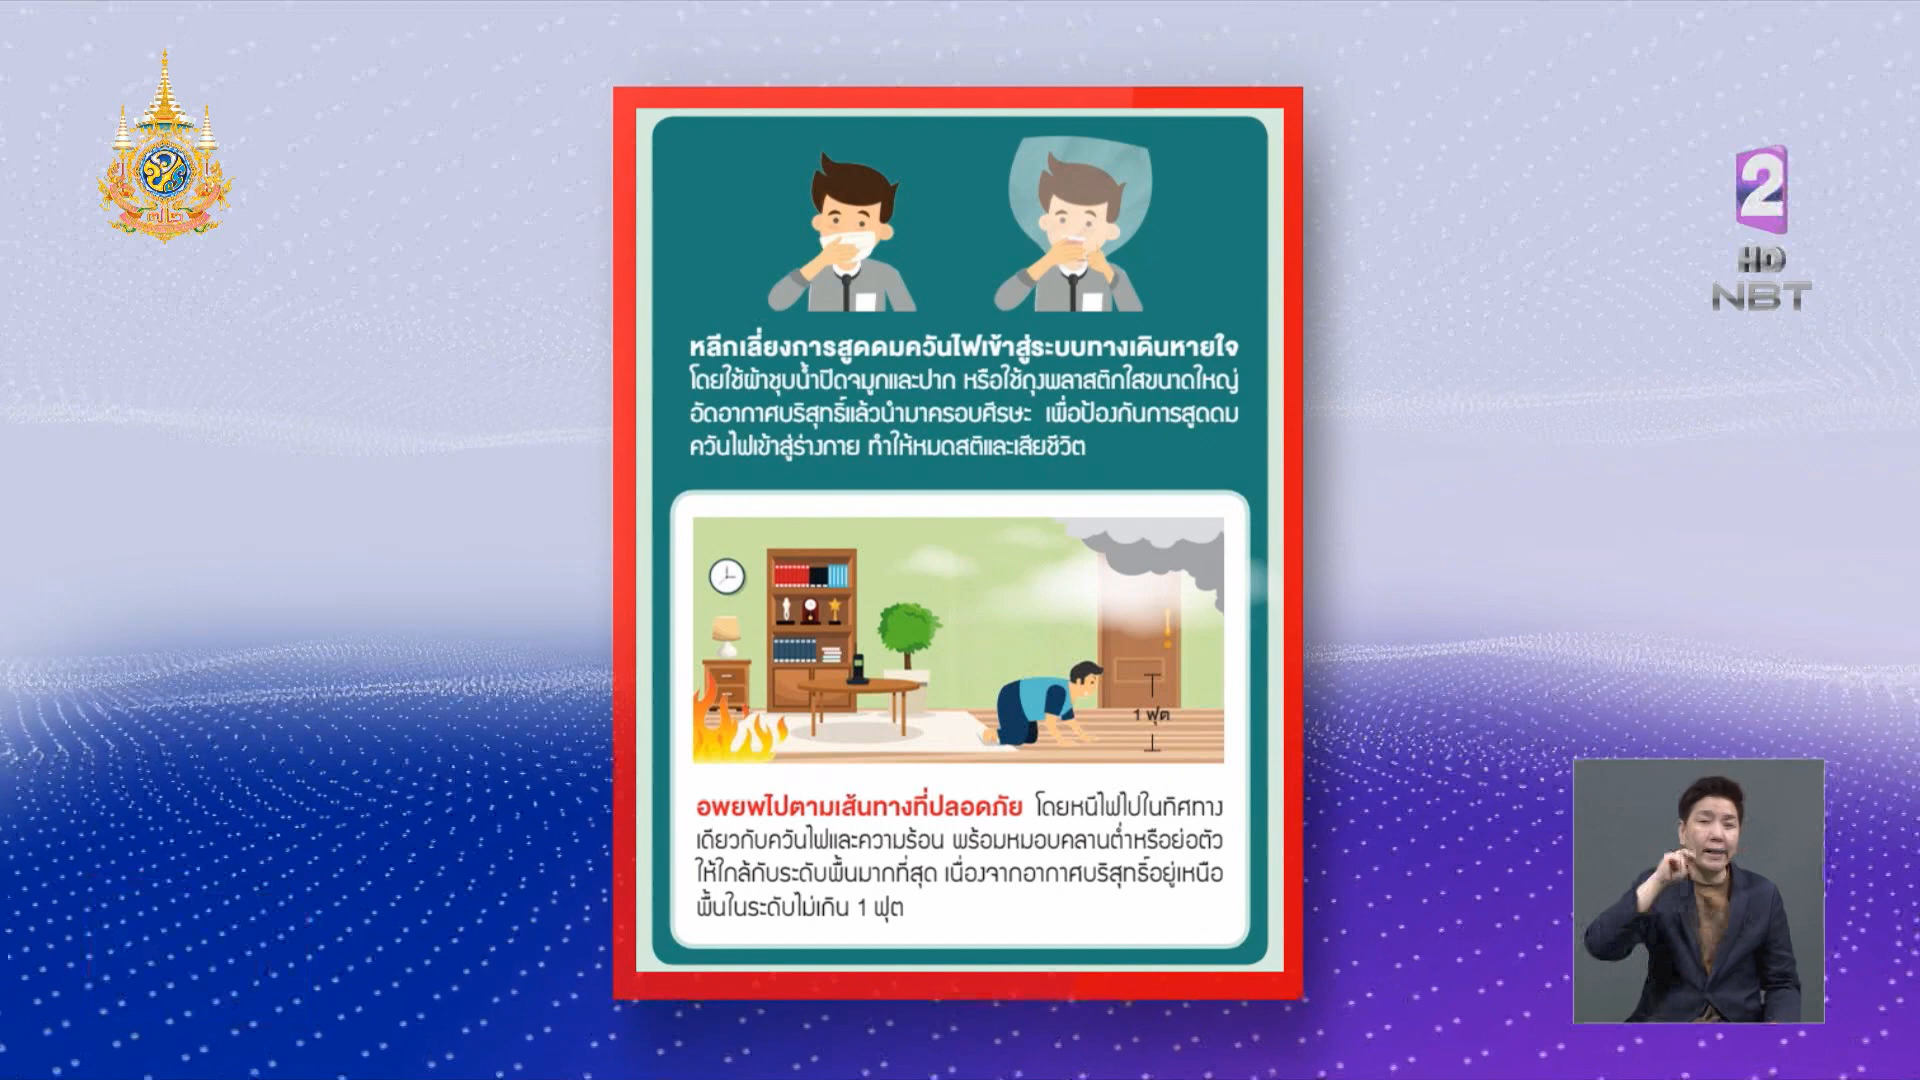 ๗๒
2
HD
NBT
หลีกเลี่ยงการสูดดมควันไฟเข้าสู่ระบบทางเดินหายใจ
โดยใช้ผ้าชุบน้ำปิดจมูกและปาก หรือใช้ถุงพลาสติกใสขนาดใหญ่
อัดอากาศบริสุทธิ์แล้วนำมาครอบศีรษะ เพื่อป้องกันการสูดดม
ควันไฟเข้าสู่ร่างกาย ทำให้หมดสติและเสียชีวิต
1 ฟุต
อพยพไปตามเส้นทางที่ปลอดภัย โดยหนีไฟไปในทิศทาง
เดียวกับควันไฟและความร้อน พร้อมหมอบคลานต่ำหรือย่อตัว
ให้ใกล้กับระดับพื้นมากที่สุด เนื่องจากอากาศบริสุทธิ์อยู่เหนือ
พื้นในระดับไม่เกิน 1 ฟุต